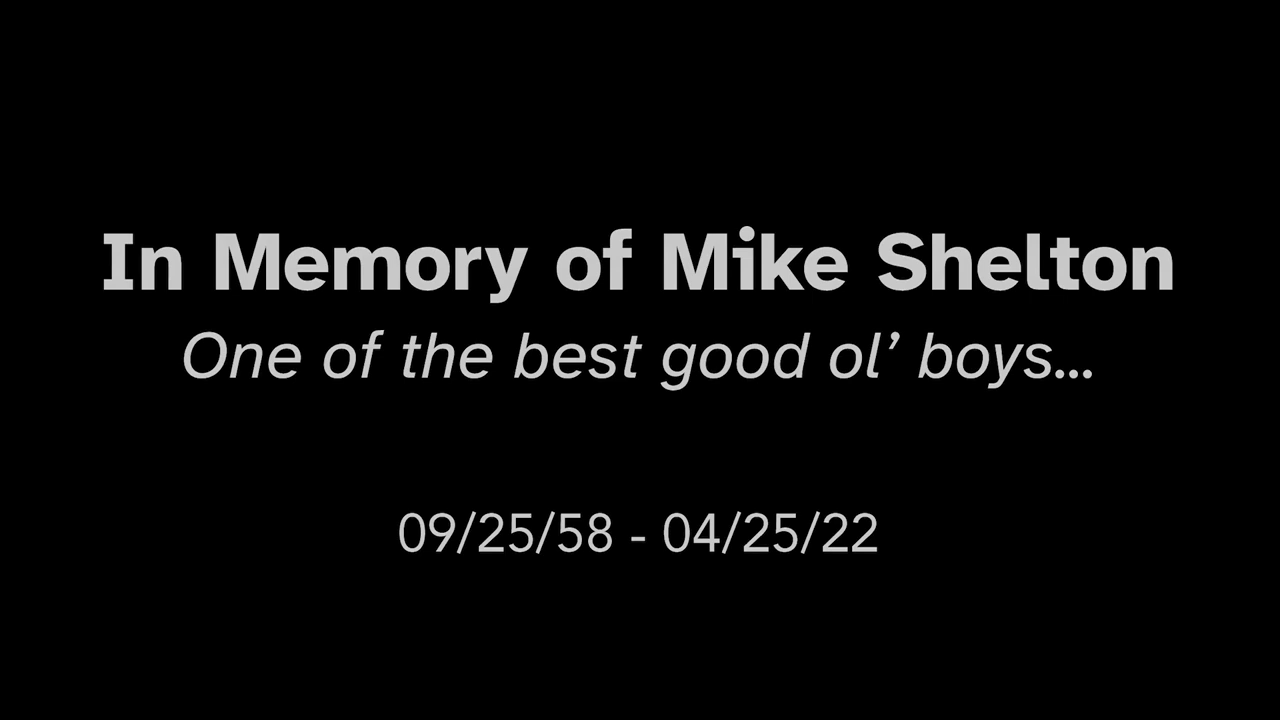 In Memory of Mike Shelton
One of the best good ol’ boys...
09/25/58 - 04/25/22